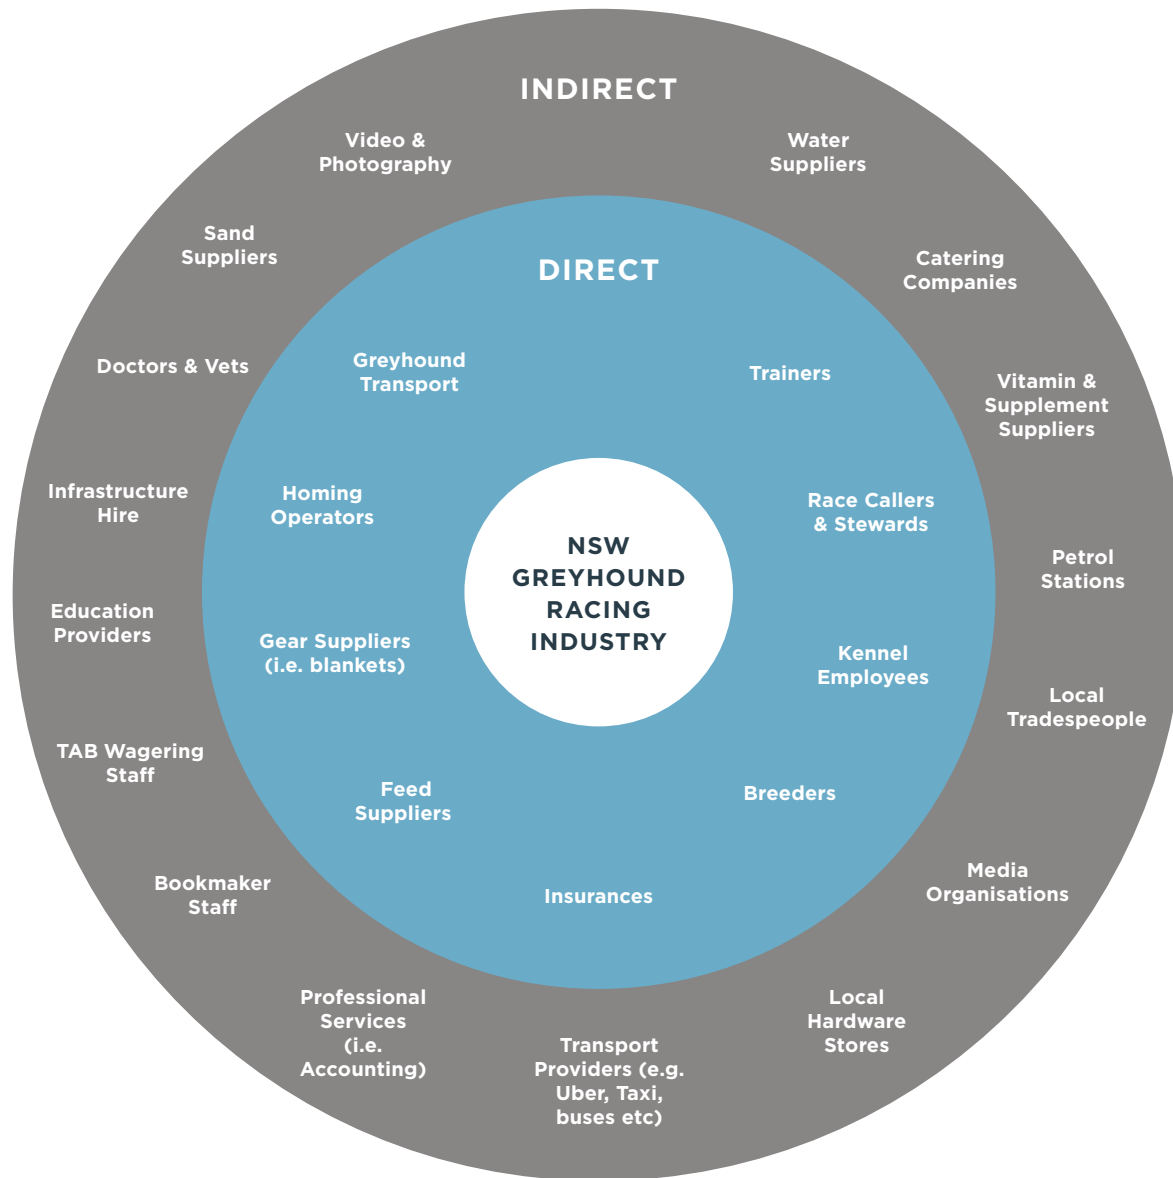 INDIRECT
Video &
Photography
Water
Suppliers
Sand
Suppliers
Catering
Companies
Doctors & Vets
Vitamin &
Supplement
Suppliers
Infrastructure
Hire
Petrol
Stations
Education
Providers
Local
Tradespeople
TAB Wagering
Staff
Bookmaker
Staff
Media
Organisations
Professional
Services
(i.e.
Accounting)
Transport
Providers (e.g.
Uber, Taxi,
buses etc)
Local
Hardware
Stores
DIRECT
Greyhound
Transport
Trainers
Homing
Operators
Race Callers
& Stewards
Gear Suppliers
(i.e. blankets)
Kennel
Employees
Feed
Suppliers
Breeders
Insurances
NSW
GREYHOUND
RACING
INDUSTRY